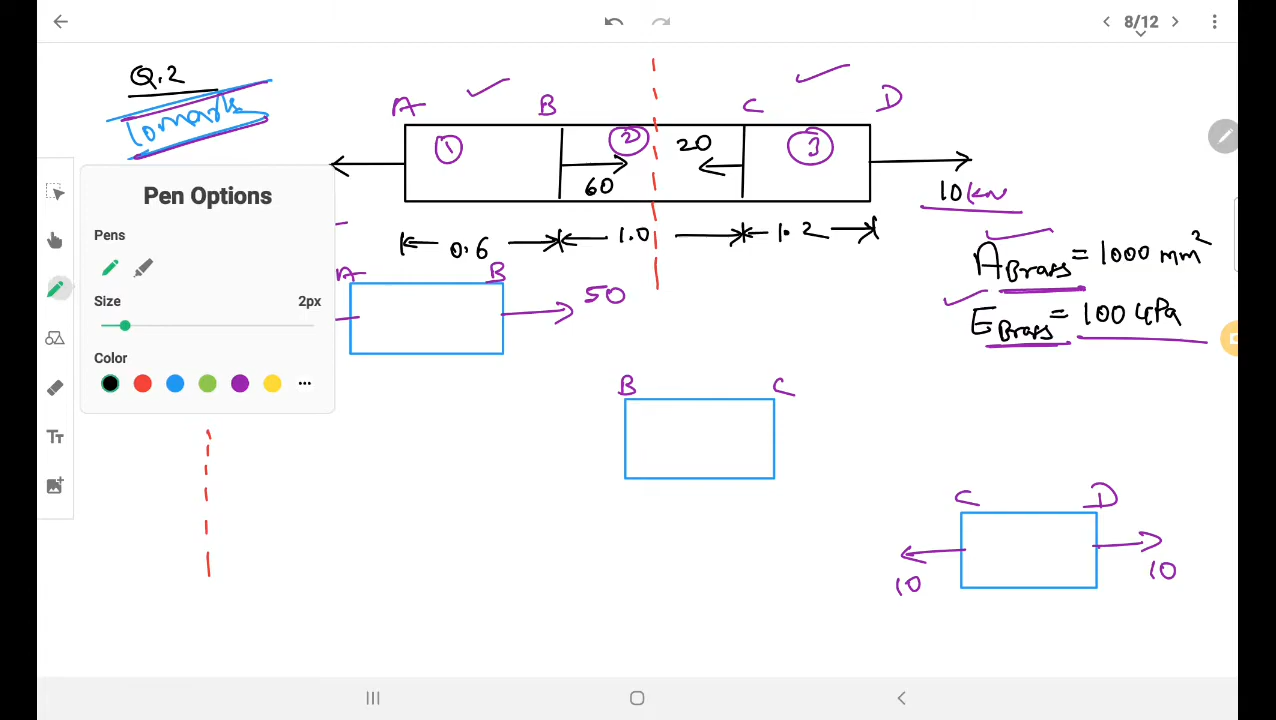 8/12
Q.2
10 marks
A B C D
1 2 20 3
60
10 kN
0.6 1.0 1.2
A Brass = 1000 mm²
E Brass = 100 GPa
Pen Options
Pens
Size 2px
Color
A B
50
B C
C D
10 10
Tт